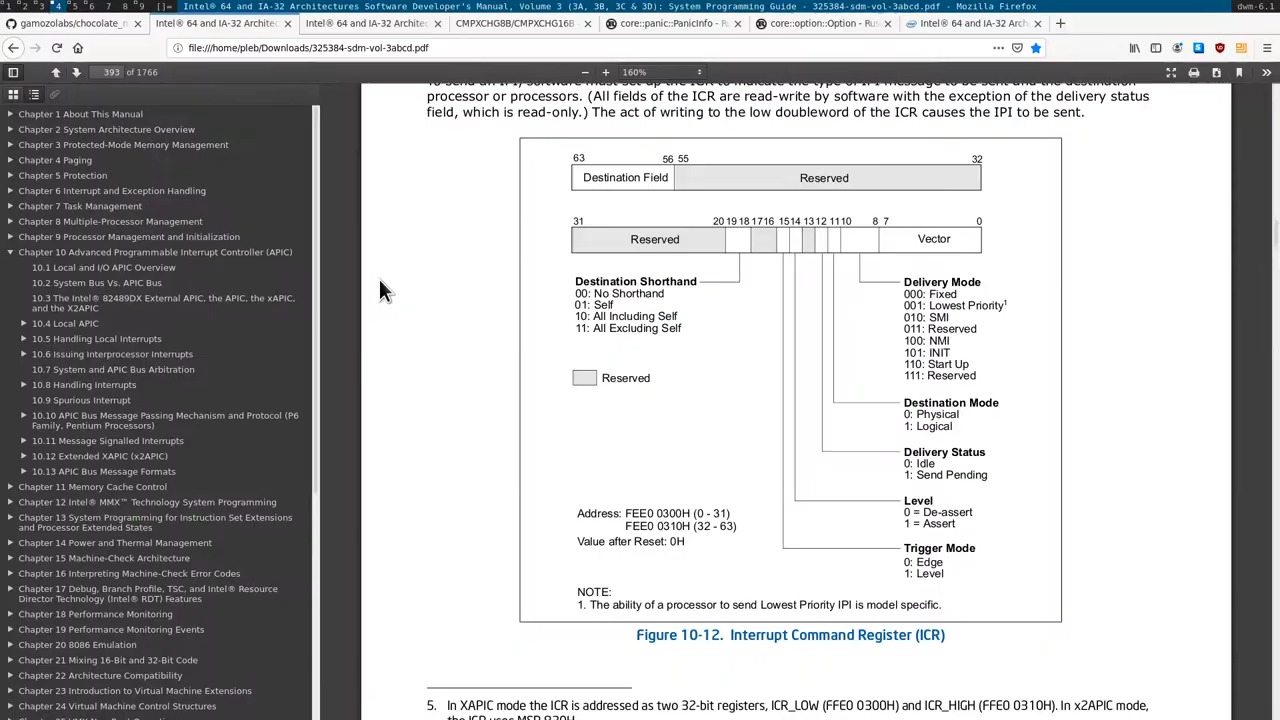 1 2 3 4 5 6 7 8 9 []= Intel® 64 and IA-32 Architectures Software Developer's Manual, Volume 3 (3A, 3B, 3C & 3D): System Programming Guide - 325384-sdm-vol-3abcd.pdf - Mozilla Firefox dwm-6.1
gamozolabs/chocolate_m × Intel® 64 and IA-32 Architec × Intel® 64 and IA-32 Architec × CMPXCHG8B/CMPXCHG16B - × core::panic::PanicInfo - Ru × core::option::Option - Rust × Intel® 64 and IA-32 Archi ×
file:///home/pleb/Downloads/325384-sdm-vol-3abcd.pdf
393 of 1766
160%
Chapter 1 About This Manual
Chapter 2 System Architecture Overview
Chapter 3 Protected-Mode Memory Management
Chapter 4 Paging
Chapter 5 Protection
Chapter 6 Interrupt and Exception Handling
Chapter 7 Task Management
Chapter 8 Multiple-Processor Management
Chapter 9 Processor Management and Initialization
Chapter 10 Advanced Programmable Interrupt Controller (APIC)
10.1 Local and I/O APIC Overview
10.2 System Bus Vs. APIC Bus
10.3 The Intel® 82489DX External APIC, the APIC, the xAPIC,
and the X2APIC
10.4 Local APIC
10.5 Handling Local Interrupts
10.6 Issuing Interprocessor Interrupts
10.7 System and APIC Bus Arbitration
10.8 Handling Interrupts
10.9 Spurious Interrupt
10.10 APIC Bus Message Passing Mechanism and Protocol (P6
Family, Pentium Processors)
10.11 Message Signalled Interrupts
10.12 Extended XAPIC (x2APIC)
10.13 APIC Bus Message Formats
Chapter 11 Memory Cache Control
Chapter 12 Intel® MMX™ Technology System Programming
Chapter 13 System Programming for Instruction Set Extensions
and Processor Extended States
Chapter 14 Power and Thermal Management
Chapter 15 Machine-Check Architecture
Chapter 16 Interpreting Machine-Check Error Codes
Chapter 17 Debug, Branch Profile, TSC, and Intel® Resource
Director Technology (Intel® RDT) Features
Chapter 18 Performance Monitoring
Chapter 19 Performance Monitoring Events
Chapter 20 8086 Emulation
Chapter 21 Mixing 16-Bit and 32-Bit Code
Chapter 22 Architecture Compatibility
Chapter 23 Introduction to Virtual Machine Extensions
Chapter 24 Virtual Machine Control Structures
processor or processors. (All fields of the ICR are read-write by software with the exception of the delivery status
field, which is read-only.) The act of writing to the low doubleword of the ICR causes the IPI to be sent.
63 56 55 32
Destination Field Reserved
31 20 19 18 17 16 15 14 13 12 11 10 8 7 0
Reserved Vector
Destination Shorthand
00: No Shorthand
01: Self
10: All Including Self
11: All Excluding Self
Reserved
Delivery Mode
000: Fixed
001: Lowest Priority1
010: SMI
011: Reserved
100: NMI
101: INIT
110: Start Up
111: Reserved
Destination Mode
0: Physical
1: Logical
Delivery Status
0: Idle
1: Send Pending
Level
0 = De-assert
1 = Assert
Trigger Mode
0: Edge
1: Level
Address: FEE0 0300H (0 - 31)
FEE0 0310H (32 - 63)
Value after Reset: 0H
NOTE:
1. The ability of a processor to send Lowest Priority IPI is model specific.
Figure 10-12. Interrupt Command Register (ICR)
5. In XAPIC mode the ICR is addressed as two 32-bit registers, ICR_LOW (FFE0 0300H) and ICR_HIGH (FFE0 0310H). In x2APIC mode,